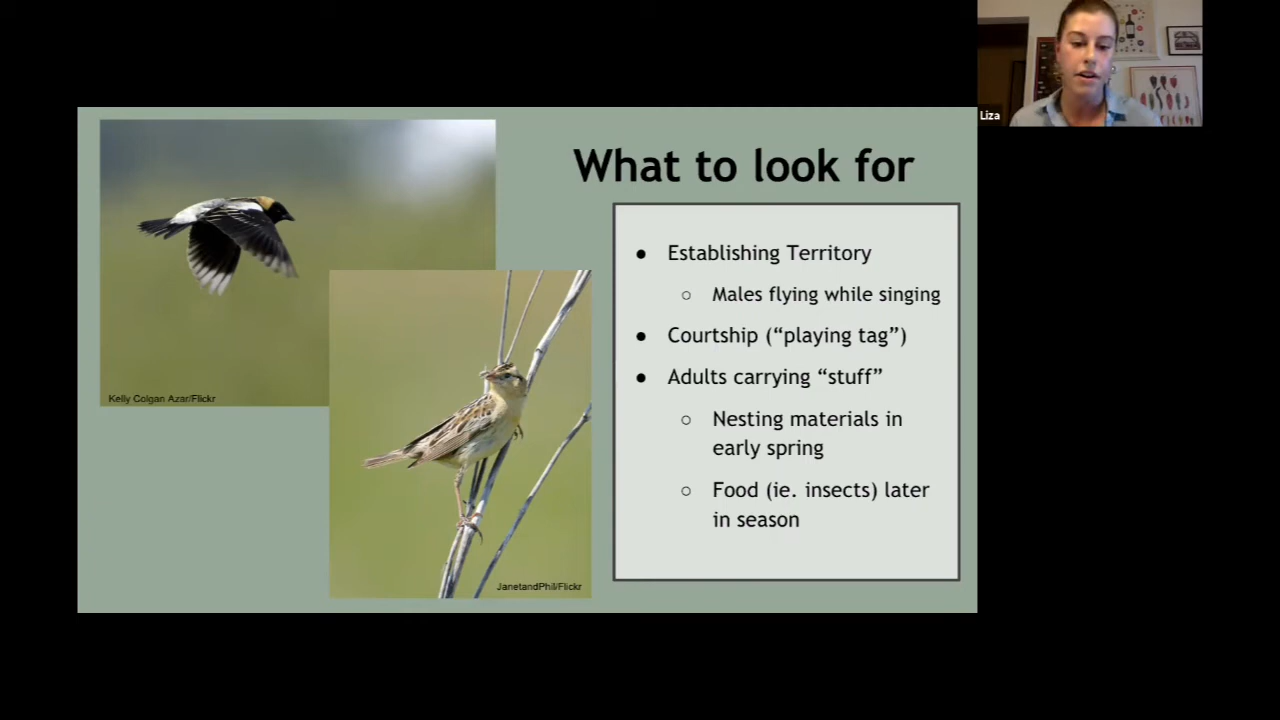 Liza
What to look for
● Establishing Territory
○ Males flying while singing
● Courtship (“playing tag”)
● Adults carrying “stuff”
○ Nesting materials in
early spring
○ Food (ie. insects) later
in season
Kelly Colgan Azar/Flickr
JanetandPhil/Flickr